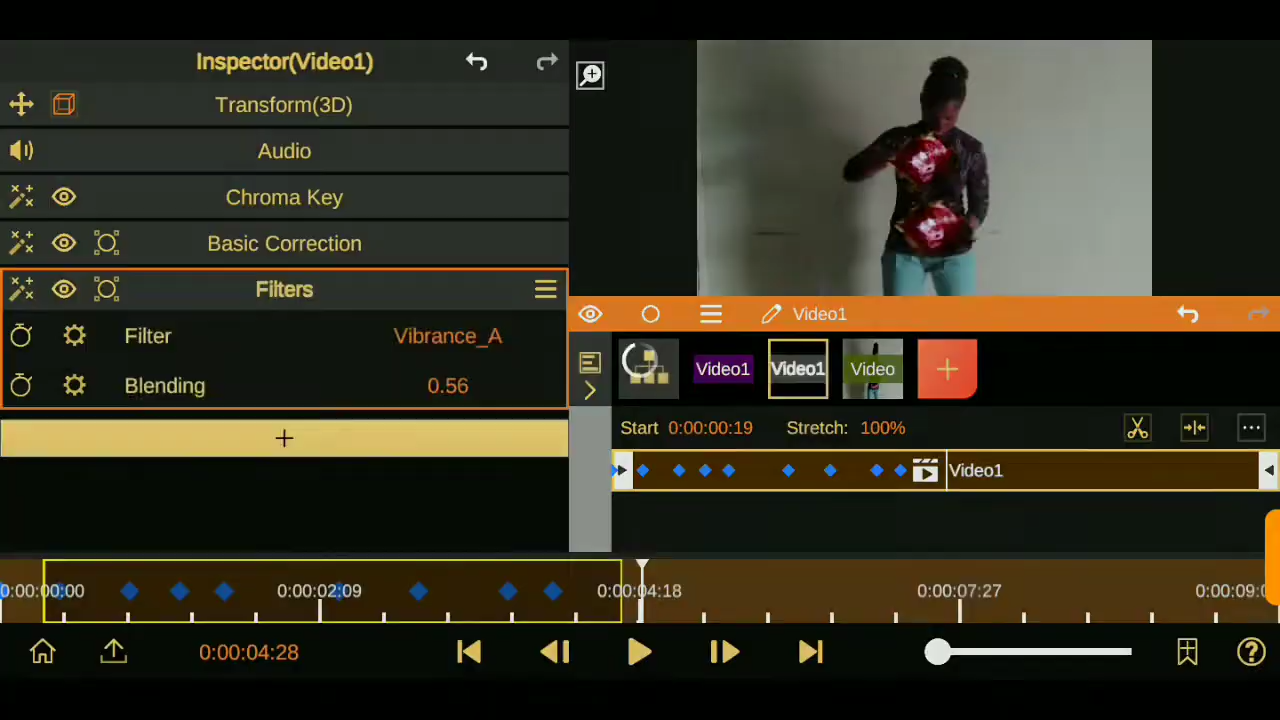 Inspector(Video1)
Transform(3D)
Audio
Chroma Key
Basic Correction
Filters
Filter Vibrance_A
Blending 0.56
+
Video1
Video1 Video1 Video +
Start 0:00:00:19 Stretch: 100%
Video1
0:00:00:00 0:00:02:09 0:00:04:18 0:00:07:27
0:00:04:28